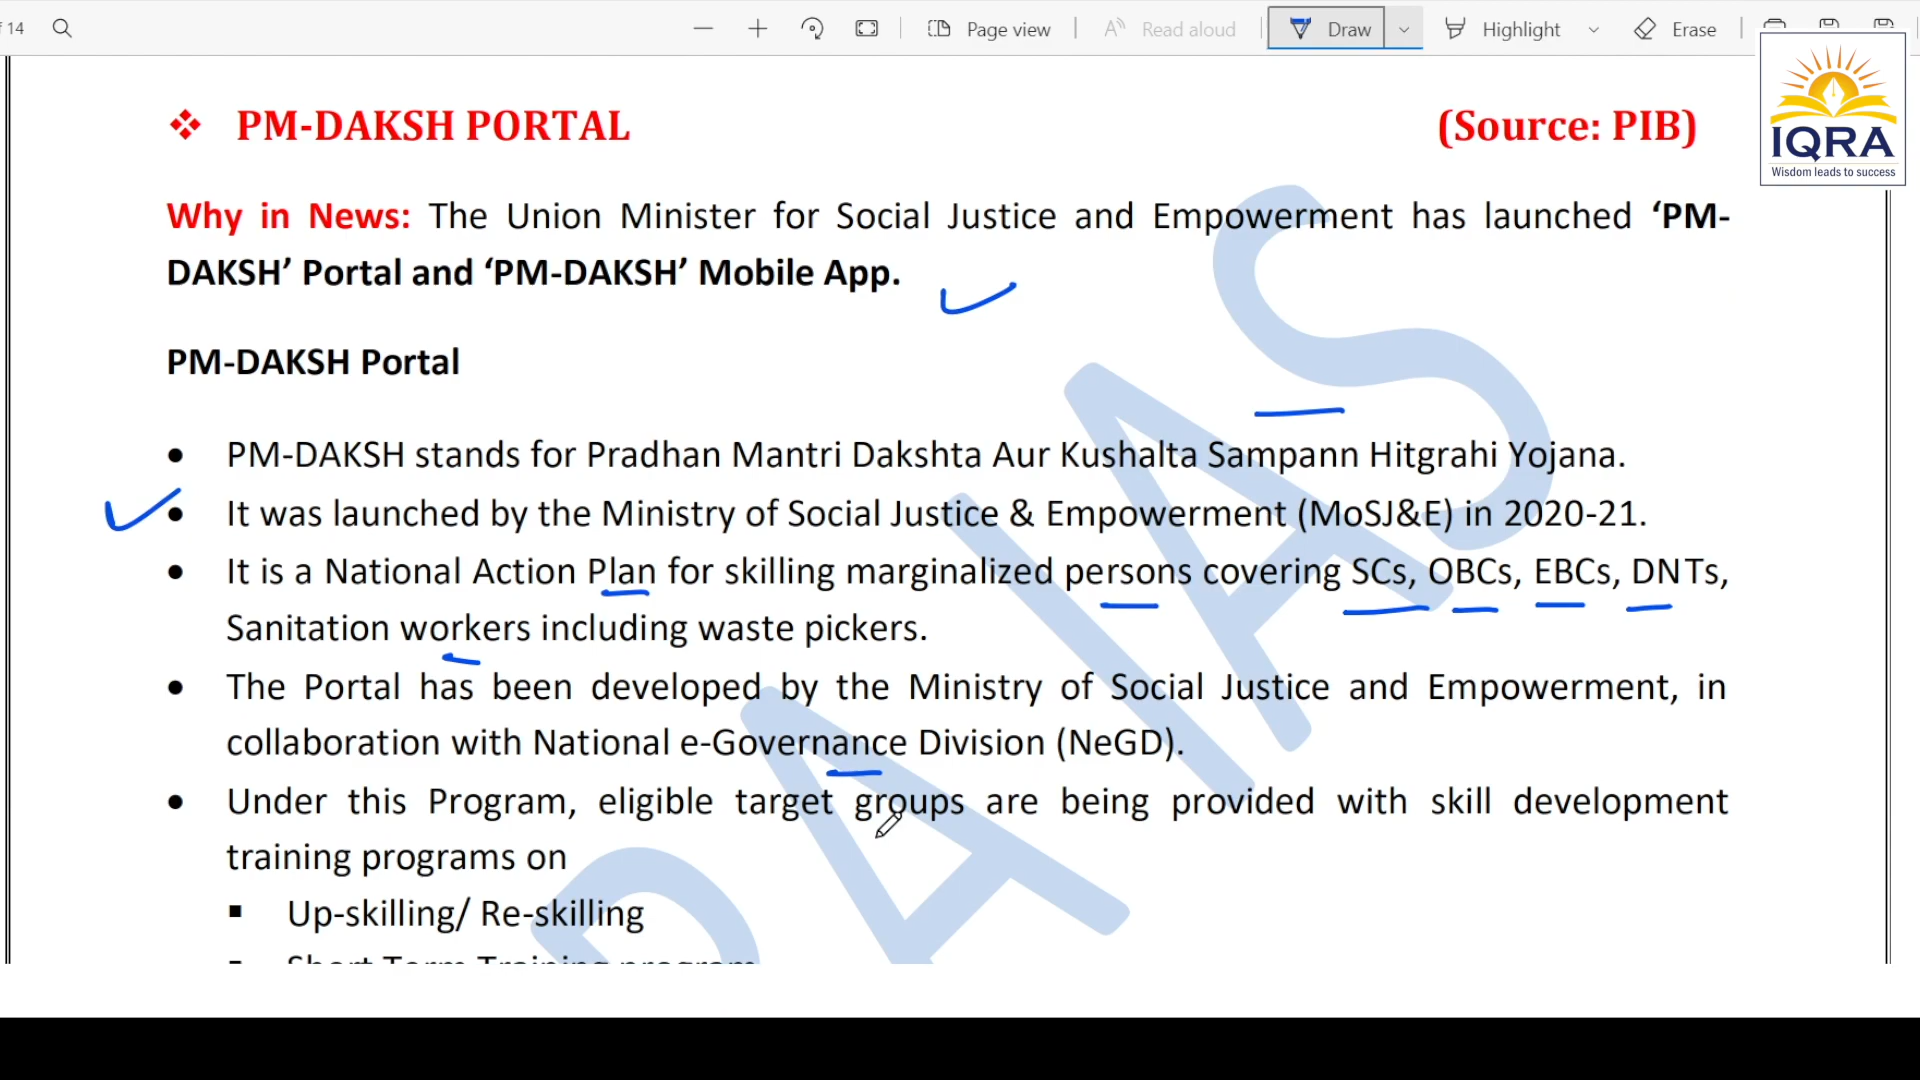 f 14
Page view
Read aloud
Draw
Highlight
Erase
IQRA
Wisdom leads to success
PM-DAKSH PORTAL (Source: PIB)
Why in News: The Union Minister for Social Justice and Empowerment has launched ‘PM-
DAKSH’ Portal and ‘PM-DAKSH’ Mobile App.
PM-DAKSH Portal
• PM-DAKSH stands for Pradhan Mantri Dakshta Aur Kushalta Sampann Hitgrahi Yojana.
• It was launched by the Ministry of Social Justice & Empowerment (MoSJ&E) in 2020-21.
• It is a National Action Plan for skilling marginalized persons covering SCs, OBCs, EBCs, DNTs,
Sanitation workers including waste pickers.
• The Portal has been developed by the Ministry of Social Justice and Empowerment, in
collaboration with National e-Governance Division (NeGD).
• Under this Program, eligible target groups are being provided with skill development
training programs on
▪ Up-skilling/ Re-skilling
Short Term Training program
IAS